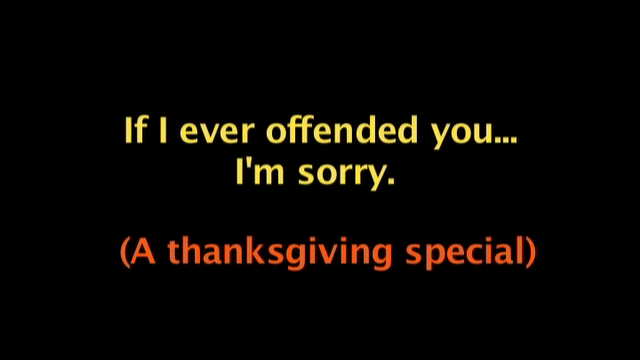 If I ever offended you...
I'm sorry.
(A thanksgiving special)